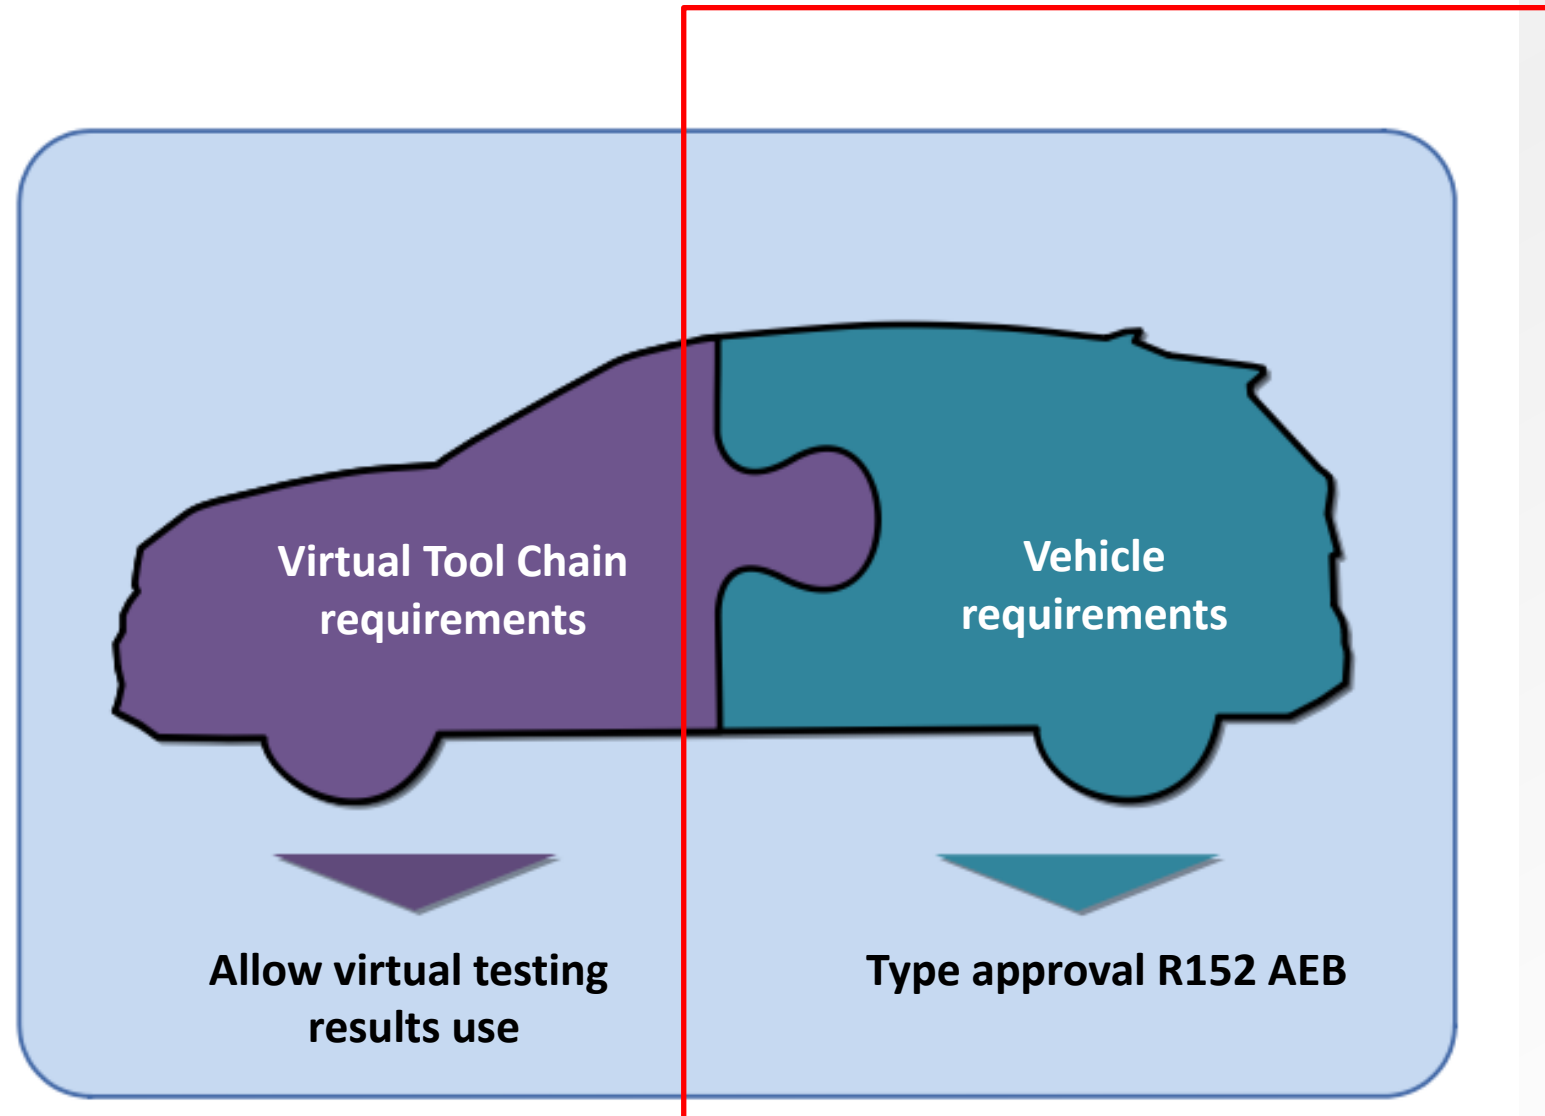 Virtual Tool Chain
requirements
Vehicle
requirements
Allow virtual testing
results use
Type approval R152 AEB